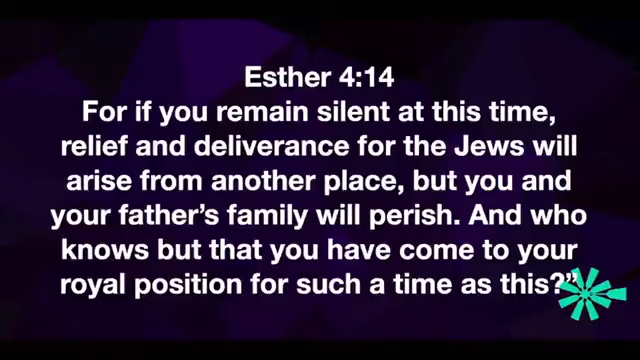 Esther 4:14
For if you remain silent at this time,
relief and deliverance for the Jews will
arise from another place, but you and
your father’s family will perish. And who
knows but that you have come to your
royal position for such a time as this?”